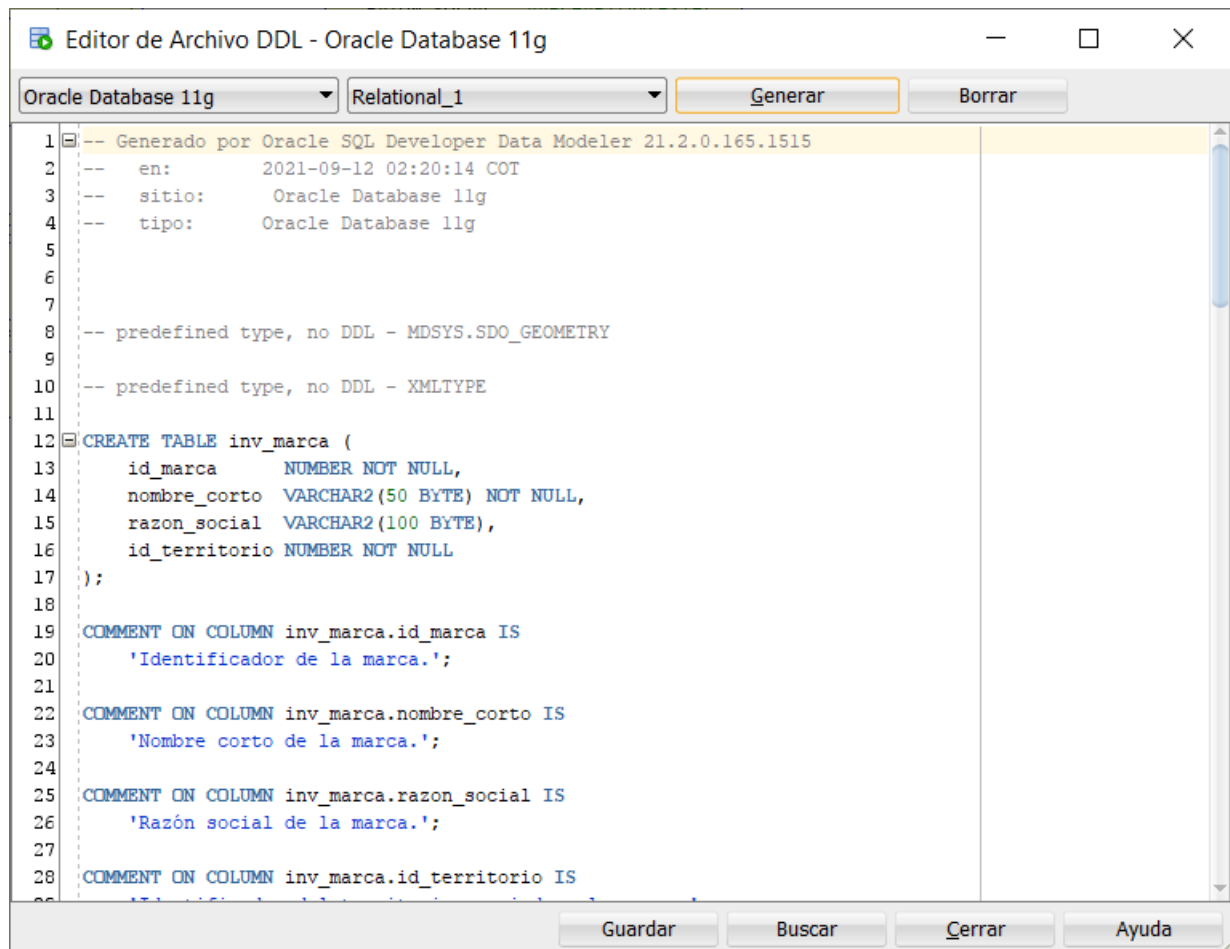 Editor de Archivo DDL - Oracle Database 11g
Oracle Database 11g Relational_1 Generar Borrar
1 -- Generado por Oracle SQL Developer Data Modeler 21.2.0.165.1515
2 --   en:        2021-09-12 02:20:14 COT
3 --   sitio:      Oracle Database 11g
4 --   tipo:      Oracle Database 11g
5
6
7
8 -- predefined type, no DDL - MDSYS.SDO_GEOMETRY
9
10 -- predefined type, no DDL - XMLTYPE
11
12 CREATE TABLE inv_marca (
13     id_marca      NUMBER NOT NULL,
14     nombre_corto  VARCHAR2(50 BYTE) NOT NULL,
15     razon_social  VARCHAR2(100 BYTE),
16     id_territorio NUMBER NOT NULL
17 );
18
19 COMMENT ON COLUMN inv_marca.id_marca IS
20     'Identificador de la marca.';
21
22 COMMENT ON COLUMN inv_marca.nombre_corto IS
23     'Nombre corto de la marca.';
24
25 COMMENT ON COLUMN inv_marca.razon_social IS
26     'Razón social de la marca.';
27
28 COMMENT ON COLUMN inv_marca.id_territorio IS
Guardar Buscar Cerrar Ayuda